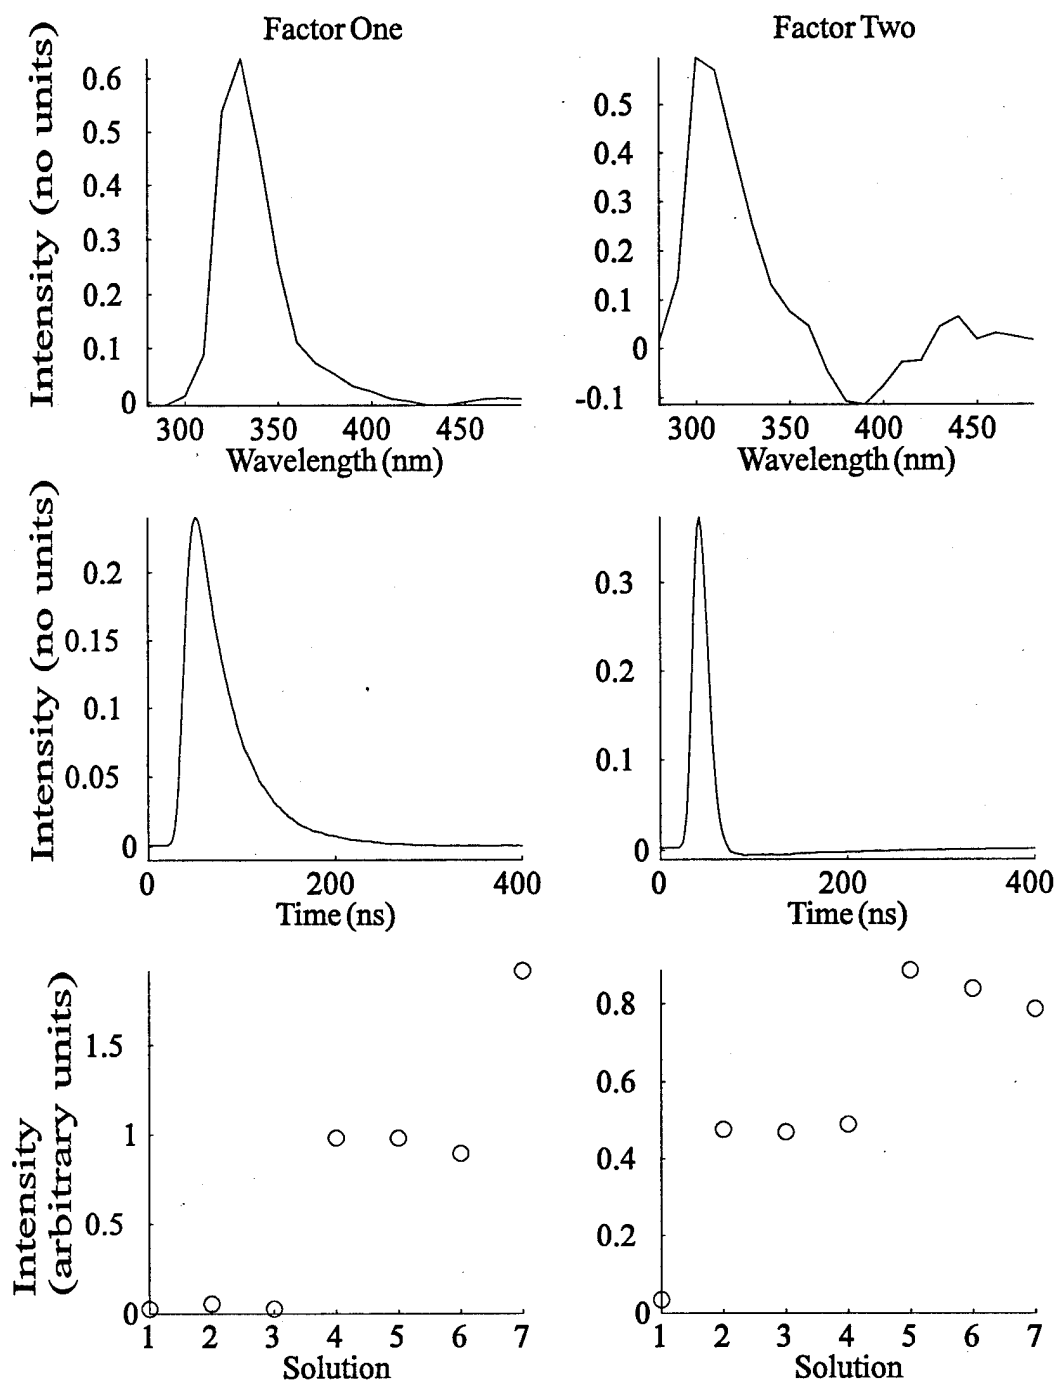 Factor One
Factor Two
Intensity (no units)
0.6
0.5
0.4
0.3
0.2
0.1
0
300 350 400 450
Wavelength (nm)
0.5
0.4
0.3
0.2
0.1
0
-0.1
300 350 400 450
Wavelength (nm)
Intensity (no units)
0.2
0.15
0.1
0.05
0
0 200 400
Time (ns)
0.3
0.2
0.1
0
0 200 400
Time (ns)
Intensity
(arbitrary units)
1.5
1
0.5
0
1 2 3 4 5 6 7
Solution
0.8
0.6
0.4
0.2
0
1 2 3 4 5 6 7
Solution